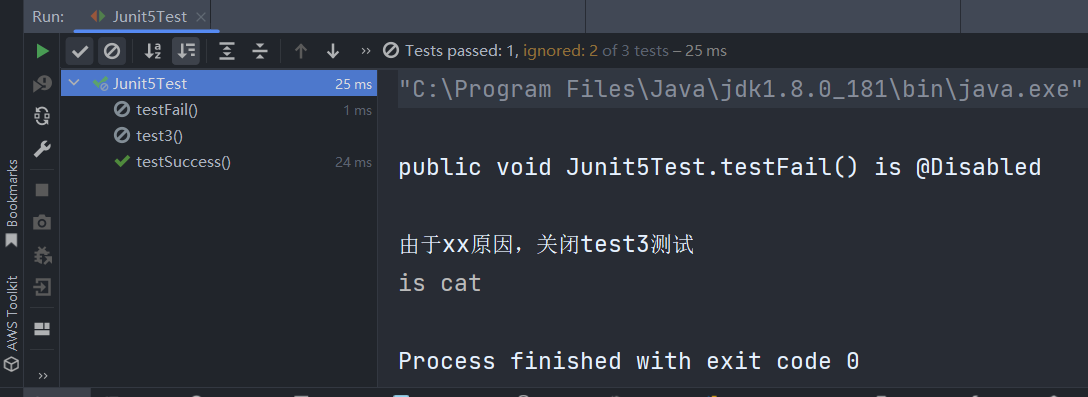 Run: Junit5Test ×
Tests passed: 1, ignored: 2 of 3 tests – 25 ms
Junit5Test 25 ms
testFail() 1 ms
test3()
testSuccess() 24 ms
"C:\Program Files\Java\jdk1.8.0_181\bin\java.exe"
public void Junit5Test.testFail() is @Disabled
由于xx原因，关闭test3测试
is cat
Process finished with exit code 0
Bookmarks
AWS Toolkit